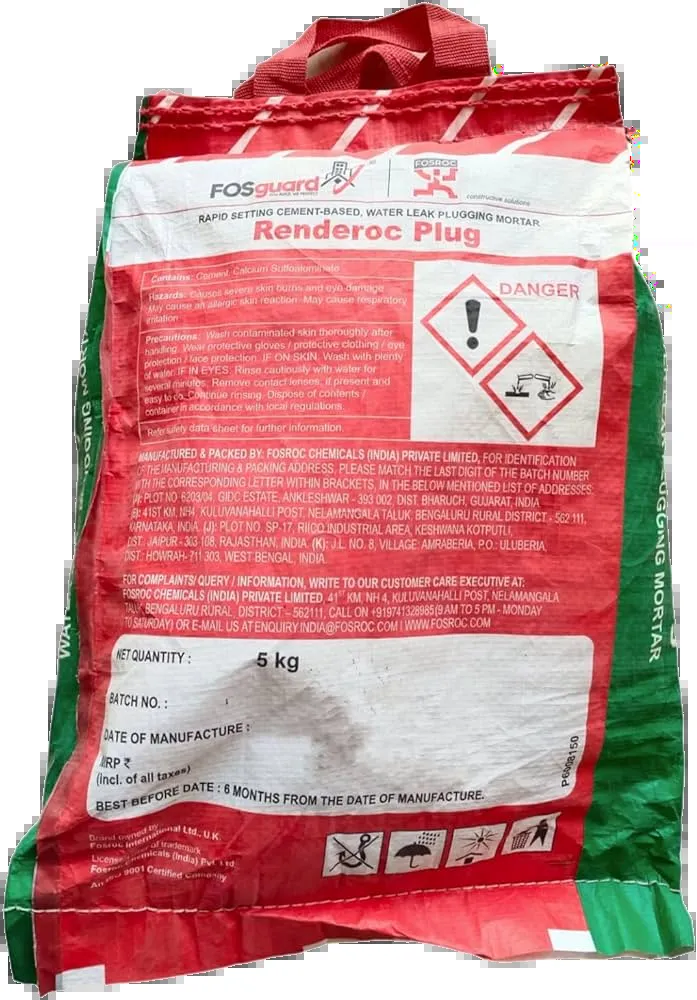 FOSguard
FOSROC
constructive solutions
RAPID SETTING CEMENT-BASED, WATER LEAK PLUGGING MORTAR
Renderoc Plug
Contains: Cement, Calcium Sulfoaluminate
Hazards: Causes severe skin burns and eye damage
May cause an allergic skin reaction. May cause respiratory
irritation
Precautions: Wash contaminated skin thoroughly after
handling. Wear protective gloves / protective clothing / eye
protection / face protection. IF ON SKIN: Wash with plenty
of water. IF IN EYES: Rinse cautiously with water for
several minutes. Remove contact lenses, if present and
easy to do. Continue rinsing. Dispose of contents /
container in accordance with local regulations.
Refer safety data sheet for further information.
DANGER
MANUFACTURED & PACKED BY: FOSROC CHEMICALS (INDIA) PRIVATE LIMITED, FOR IDENTIFICATION
OF THE MANUFACTURING & PACKING ADDRESS, PLEASE MATCH THE LAST DIGIT OF THE BATCH NUMBER
WITH THE CORRESPONDING LETTER WITHIN BRACKETS, IN THE BELOW MENTIONED LIST OF ADDRESSES:
PLOT NO. 6203/04, GIDC ESTATE, ANKLESHWAR - 393 002, DIST. BHARUCH, GUJARAT, INDIA
41ST KM, NH4, KULUVANAHALLI POST, NELAMANGALA TALUK, BENGALURU RURAL DISTRICT - 562 111,
KARNATAKA, INDIA. (J): PLOT NO. SP-17, RIICO INDUSTRIAL AREA, KESHWANA KOTPUTLI,
DIST: JAIPUR - 303 108, RAJASTHAN, INDIA. (K): J.L. NO. 8, VILLAGE: AMRABERIA, P.O.: ULUBERIA,
DIST.: HOWRAH- 711 303, WEST BENGAL, INDIA.
FOR COMPLAINTS/ QUERY / INFORMATION, WRITE TO OUR CUSTOMER CARE EXECUTIVE AT:
FOSROC CHEMICALS (INDIA) PRIVATE LIMITED, 41ST KM, NH 4, KULUVANAHALLI POST, NELAMANGALA
TALUK, BENGALURU RURAL, DISTRICT – 562111, CALL ON +919741328985 (9 AM TO 5 PM - MONDAY
TO SATURDAY) OR E-MAIL US AT ENQUIRY.INDIA@FOSROC.COM | WWW.FOSROC.COM
NET QUANTITY : 5 kg
BATCH NO. :
DATE OF MANUFACTURE :
MRP ₹
(incl. of all taxes)
BEST BEFORE DATE : 6 MONTHS FROM THE DATE OF MANUFACTURE.
P6008150
Brand owned by
Fosroc International Ltd., U.K.
License of trademark
Fosroc Chemicals (India) Pvt. Ltd.
An ISO 9001 Certified Company
PLUGGING MORTAR